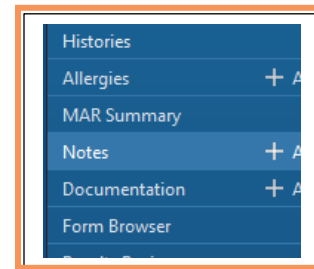 Histories
Allergies + A
MAR Summary
Notes + A
Documentation + A
Form Browser